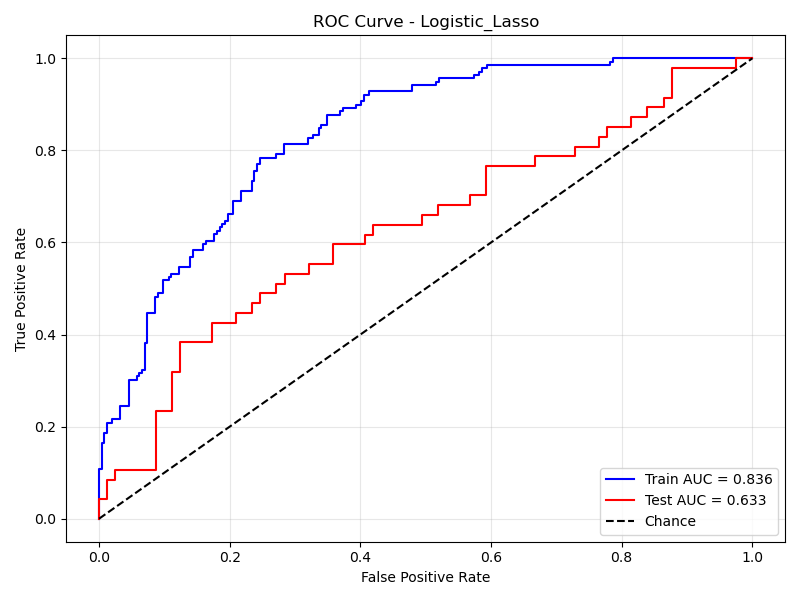 ROC Curve - Logistic_Lasso
True Positive Rate
1.0
0.8
0.6
0.4
0.2
0.0
Train AUC = 0.836
Test AUC = 0.633
Chance
0.0 0.2 0.4 0.6 0.8 1.0
False Positive Rate